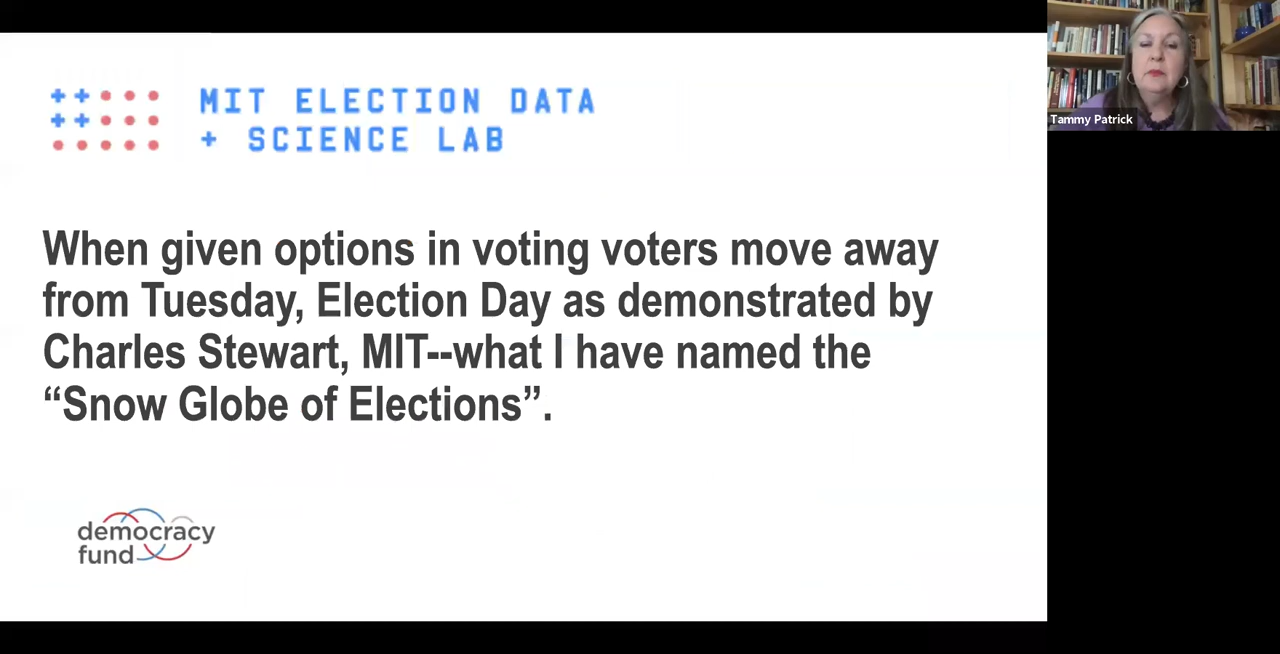 MIT ELECTION DATA
+ SCIENCE LAB
When given options in voting voters move away
from Tuesday, Election Day as demonstrated by
Charles Stewart, MIT--what I have named the
“Snow Globe of Elections”.
democracy
fund
Tammy Patrick